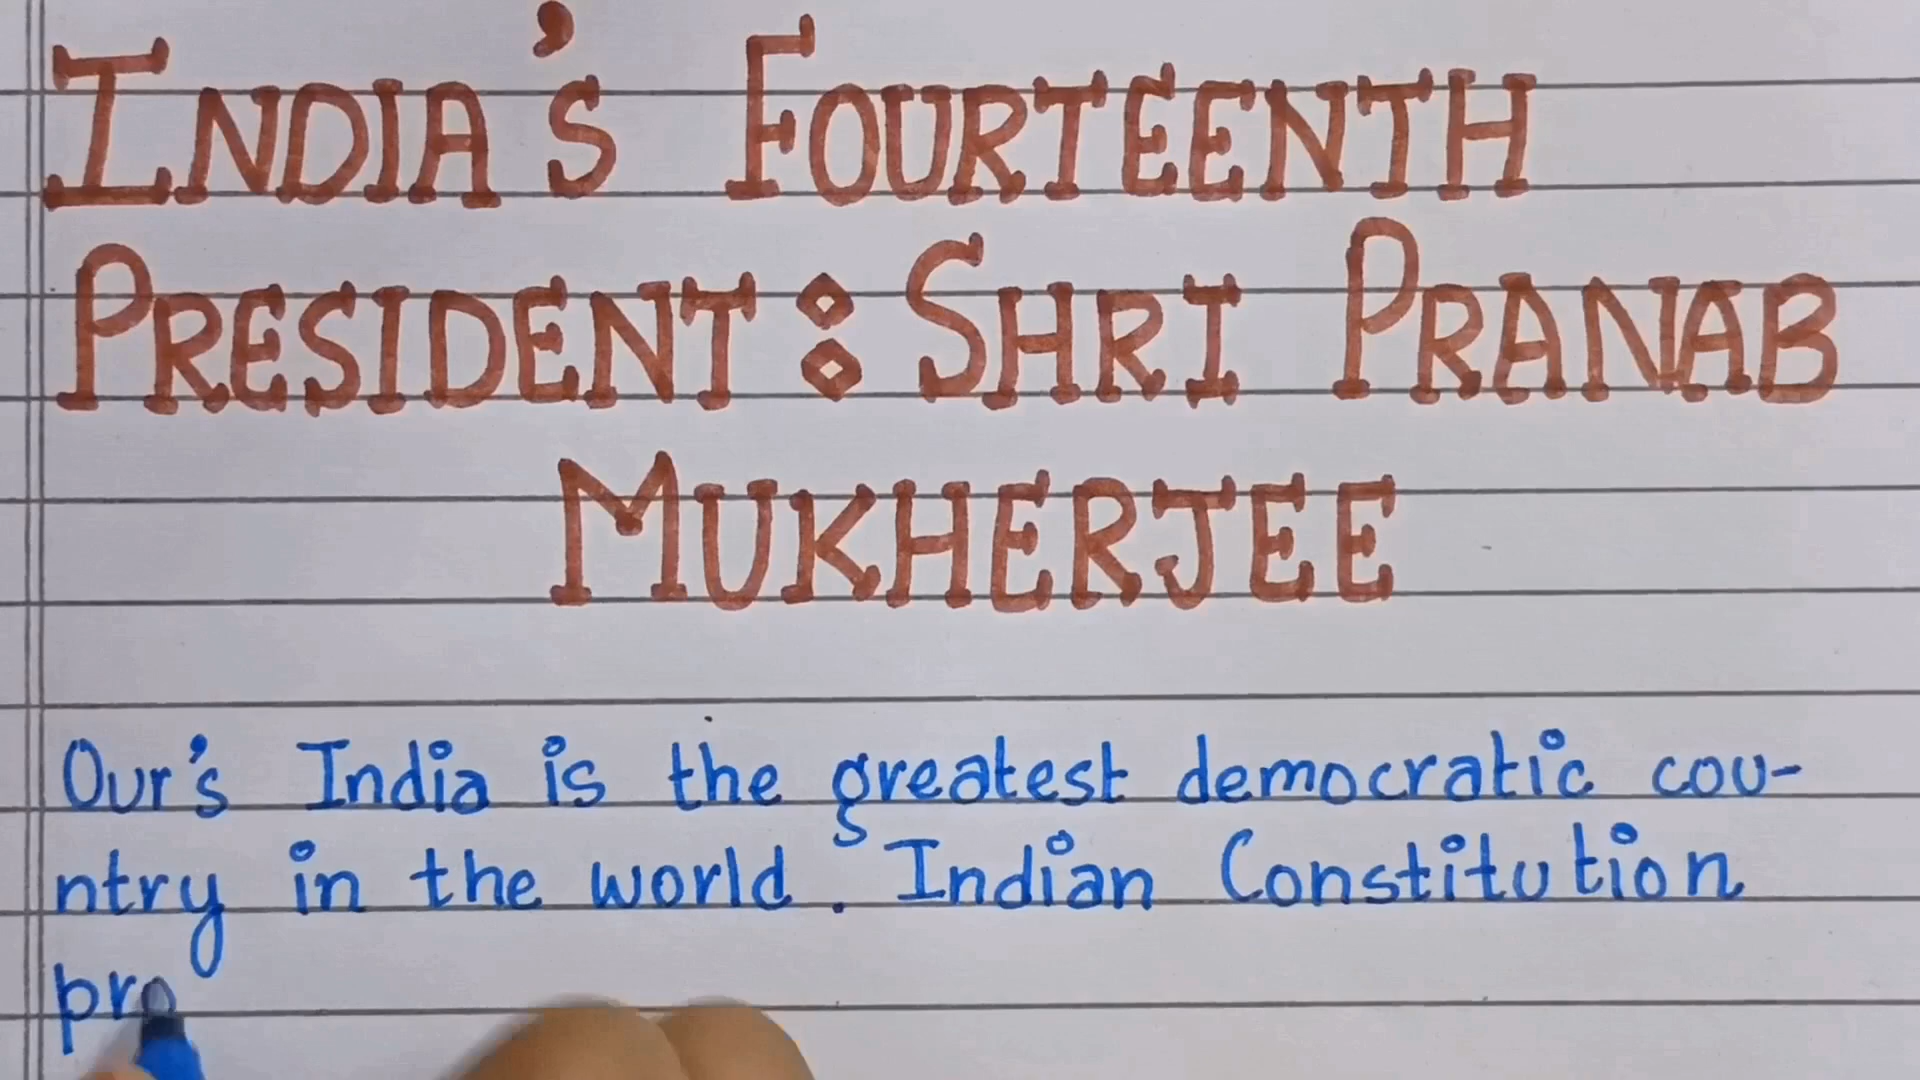 INDIA's FOURTEENTH
PRESIDENT: SHRI PRANAB
MUKHERJEE
Our's India is the greatest democratic cou-
ntry in the world. Indian Constitution
pro